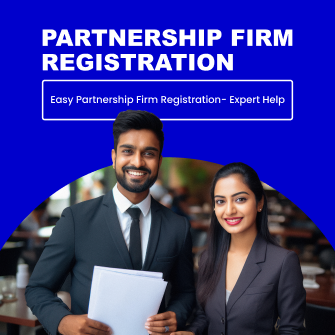 PARTNERSHIP FIRM
REGISTRATION
Easy Partnership Firm Registration- Expert Help